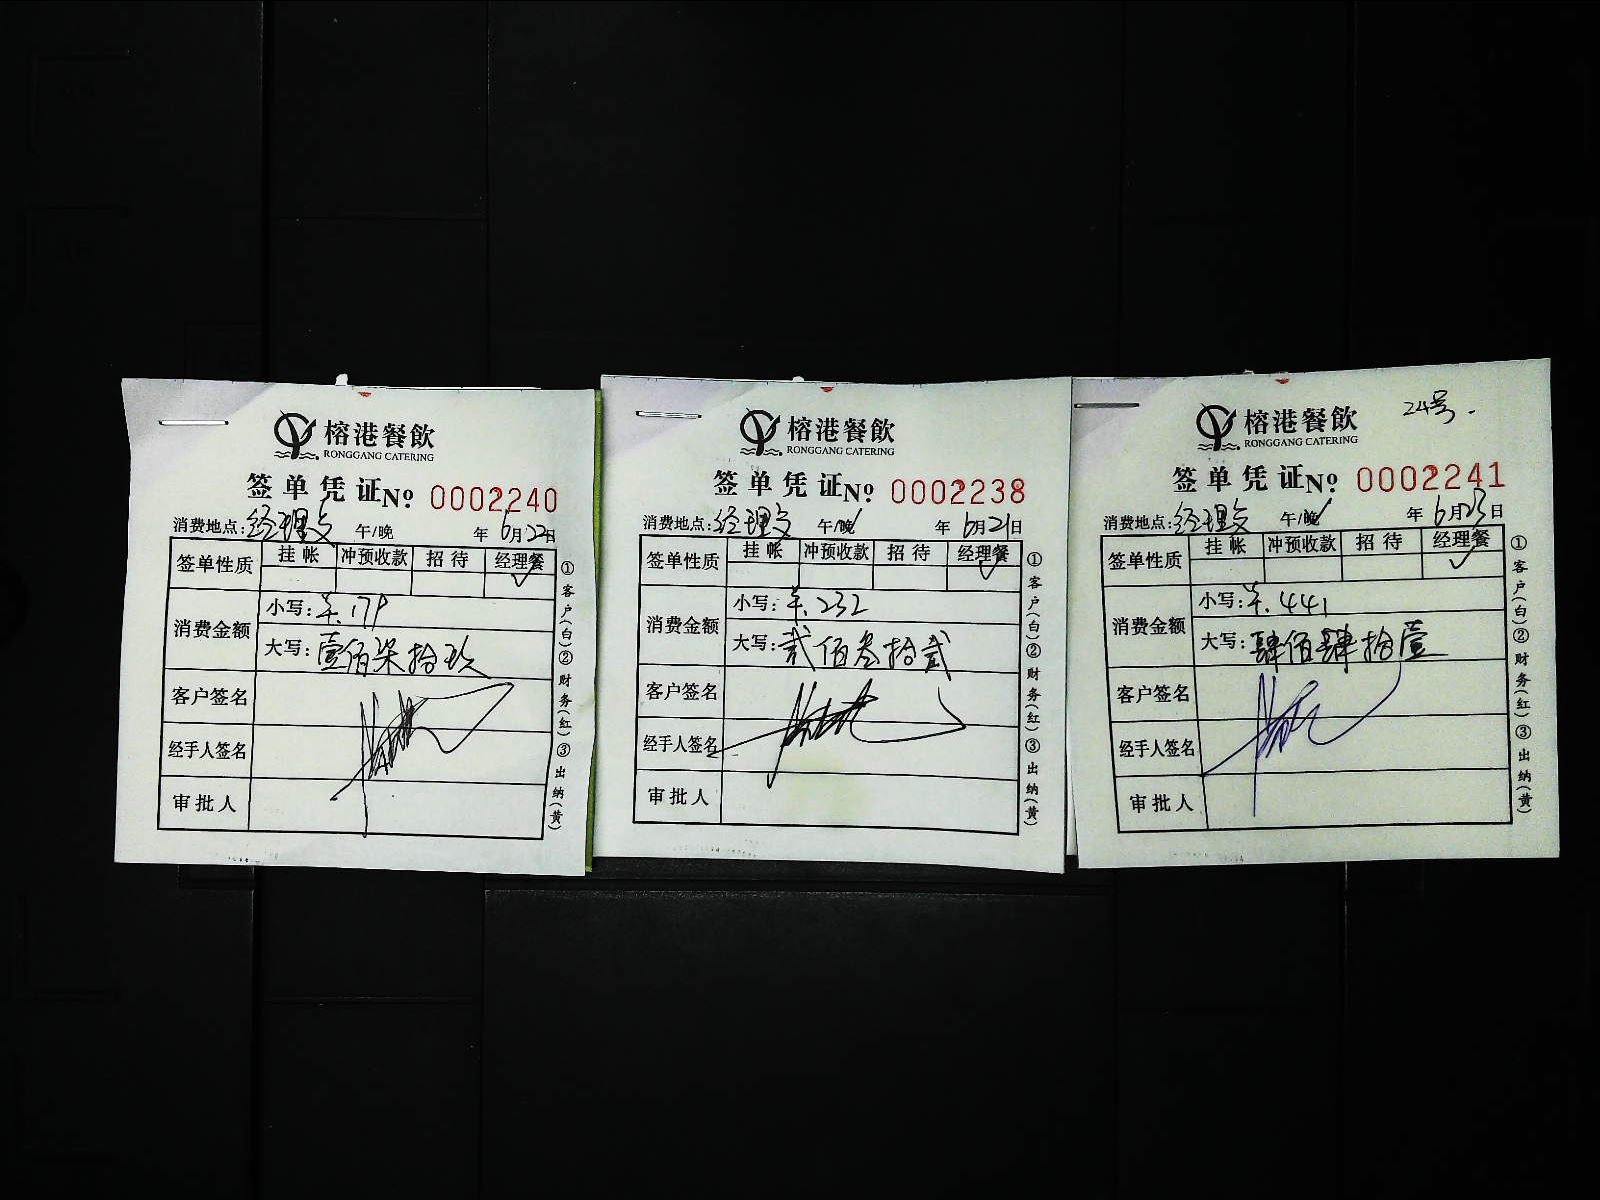 榕港餐飲
RONGGANG CATERING
签单凭证 No. 0002240
消费地点: 经理 午/晚 年 6月22日
签单性质 挂帐 冲预收款 招待 经理餐
✓
消费金额
小写: 179
大写: 壹佰柒拾玖
客户签名
经手人签名
审批人
①客户(白)②财务(红)③出纳(黄)
榕港餐飲
RONGGANG CATERING
签单凭证 No. 0002238
消费地点: 经理 午/晚 年 6月21日
签单性质 挂帐 冲预收款 招待 经理餐
✓
消费金额
小写: 232
大写: 贰佰叁拾贰
客户签名
经手人签名
审批人
①客户(白)②财务(红)③出纳(黄)
24号.
榕港餐飲
RONGGANG CATERING
签单凭证 No. 0002241
消费地点: 经理 午/晚 年 6月23日
签单性质 挂帐 冲预收款 招待 经理餐
✓
消费金额
小写: 441
大写: 肆佰肆拾壹
客户签名
经手人签名
审批人
①客户(白)②财务(红)③出纳(黄)